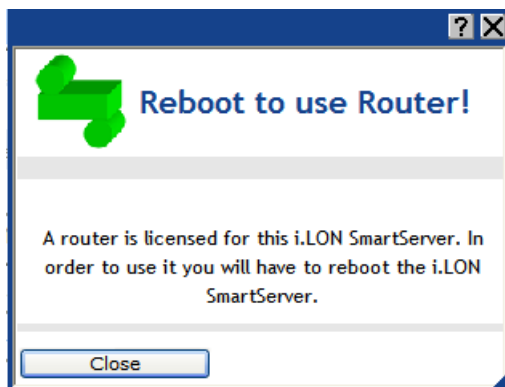 ?
Reboot to use Router!
A router is licensed for this i.LON SmartServer. In
order to use it you will have to reboot the i.LON
SmartServer.
Close